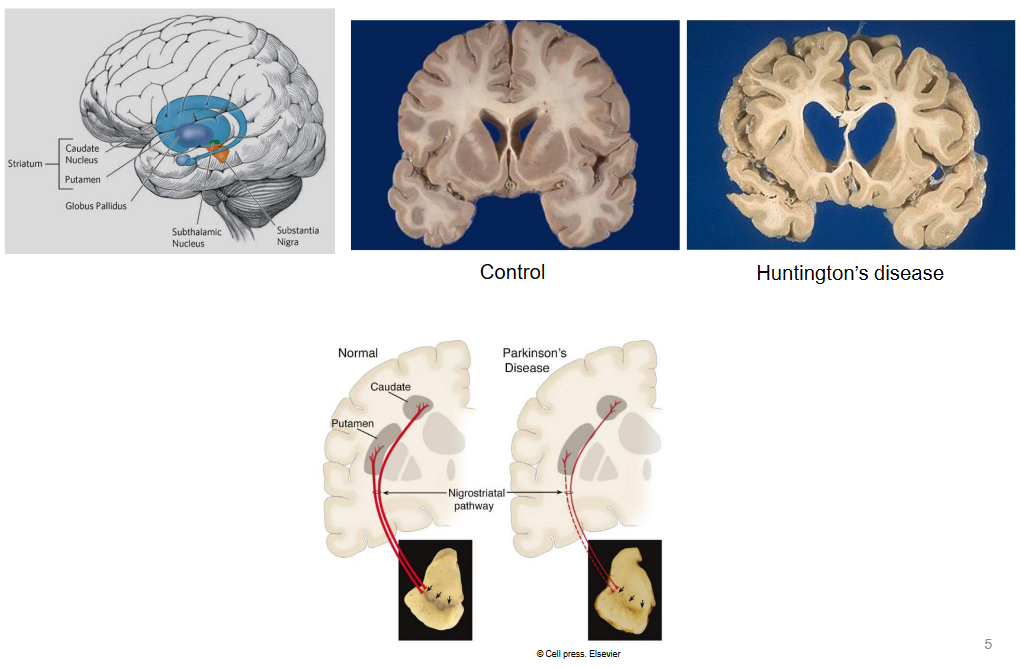 Striatum
Caudate
Nucleus
Putamen
Globus Pallidus
Subthalamic
Nucleus
Substantia
Nigra
Control
Huntington’s disease
Normal
Caudate
Putamen
Parkinson's
Disease
Nigrostriatal
pathway
© Cell press. Elsevier
5